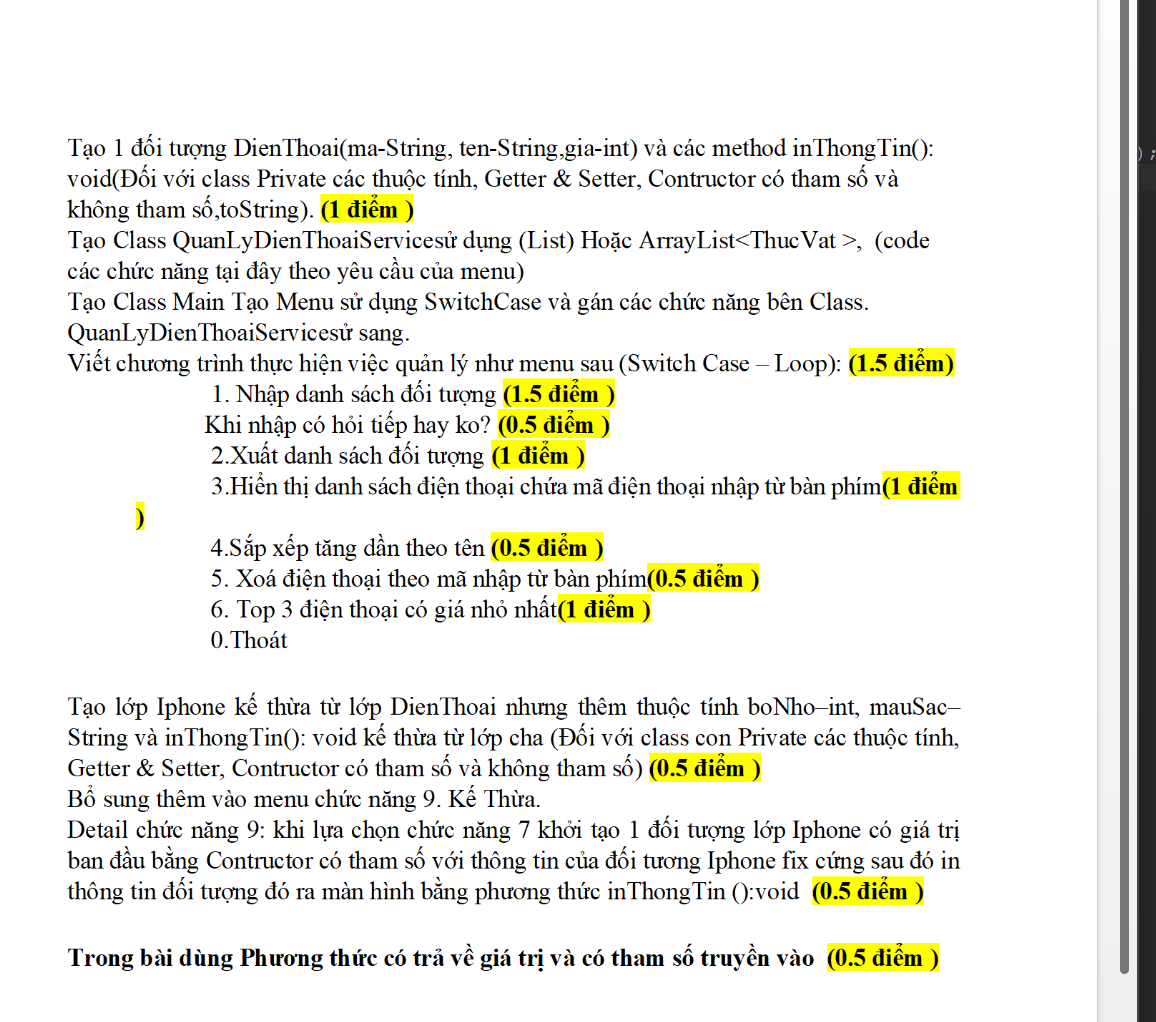 Tạo 1 đối tượng DienThoai(ma-String, ten-String,gia-int) và các method inThongTin():
void(Đối với class Private các thuộc tính, Getter & Setter, Contructor có tham số và
không tham số,toString). (1 điểm )
Tạo Class QuanLyDienThoaiServicesử dụng (List) Hoặc ArrayList<ThucVat >, (code
các chức năng tại đây theo yêu cầu của menu)
Tạo Class Main Tạo Menu sử dụng SwitchCase và gán các chức năng bên Class.
QuanLyDienThoaiServicesử sang.
Viết chương trình thực hiện việc quản lý như menu sau (Switch Case – Loop): (1.5 điểm)
1. Nhập danh sách đối tượng (1.5 điểm )
Khi nhập có hỏi tiếp hay ko? (0.5 điểm )
2.Xuất danh sách đối tượng (1 điểm )
3.Hiển thị danh sách điện thoại chứa mã điện thoại nhập từ bàn phím(1 điểm
)
4.Sắp xếp tăng dần theo tên (0.5 điểm )
5. Xoá điện thoại theo mã nhập từ bàn phím(0.5 điểm )
6. Top 3 điện thoại có giá nhỏ nhất(1 điểm )
0.Thoát
Tạo lớp Iphone kế thừa từ lớp DienThoai nhưng thêm thuộc tính boNho–int, mauSac–
String và inThongTin(): void kế thừa từ lớp cha (Đối với class con Private các thuộc tính,
Getter & Setter, Contructor có tham số và không tham số) (0.5 điểm )
Bổ sung thêm vào menu chức năng 9. Kế Thừa.
Detail chức năng 9: khi lựa chọn chức năng 7 khởi tạo 1 đối tượng lớp Iphone có giá trị
ban đầu bằng Contructor có tham số với thông tin của đối tương Iphone fix cứng sau đó in
thông tin đối tượng đó ra màn hình bằng phương thức inThongTin ():void (0.5 điểm )
Trong bài dùng Phương thức có trả về giá trị và có tham số truyền vào (0.5 điểm )
);